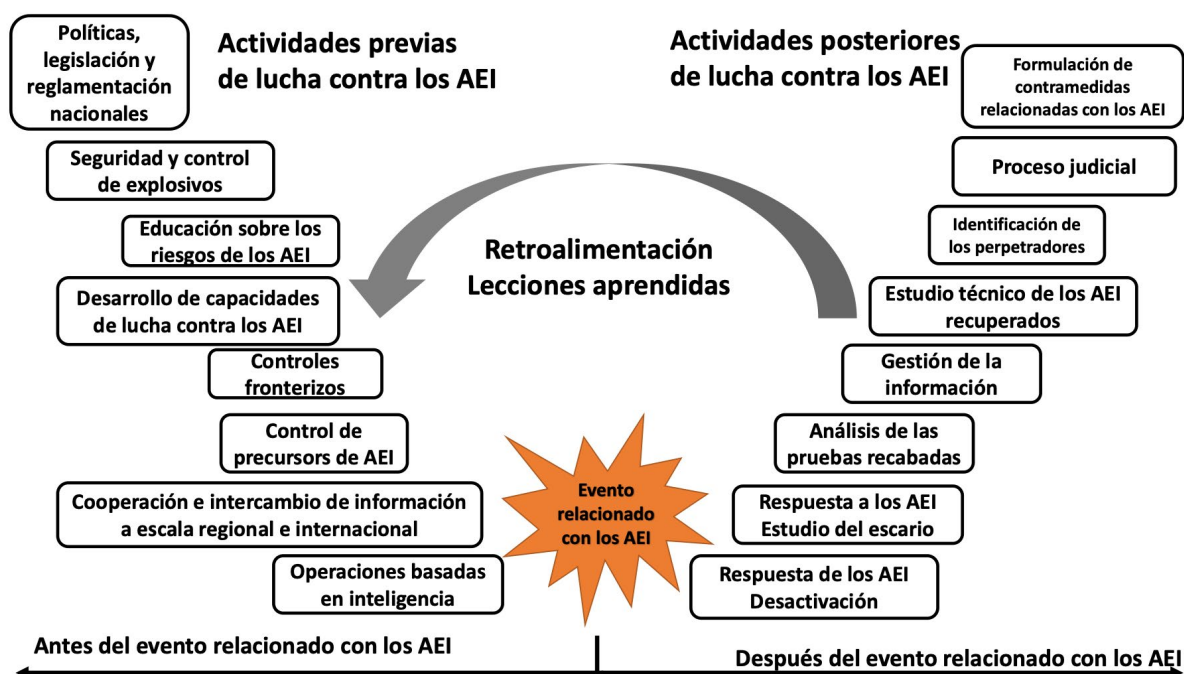 Políticas,
legislación y
reglamentación
nacionales
Actividades previas
de lucha contra los AEI
Seguridad y control
de explosivos
Educación sobre los
riesgos de los AEI
Desarrollo de capacidades
de lucha contra los AEI
Controles
fronterizos
Control de
precursors de AEI
Cooperación e intercambio de información
a escala regional e internacional
Operaciones basadas
en inteligencia
Retroalimentación
Lecciones aprendidas
Evento
relacionado
con los AEI
Actividades posteriores
de lucha contra los AEI
Formulación de
contramedidas
relacionadas con los AEI
Proceso judicial
Identificación de
los perpetradores
Estudio técnico de los AEI
recuperados
Gestión de la
información
Análisis de las
pruebas recabadas
Respuesta a los AEI
Estudio del escario
Respuesta de los AEI
Desactivación
Antes del evento relacionado con los AEI
Después del evento relacionado con los AEI